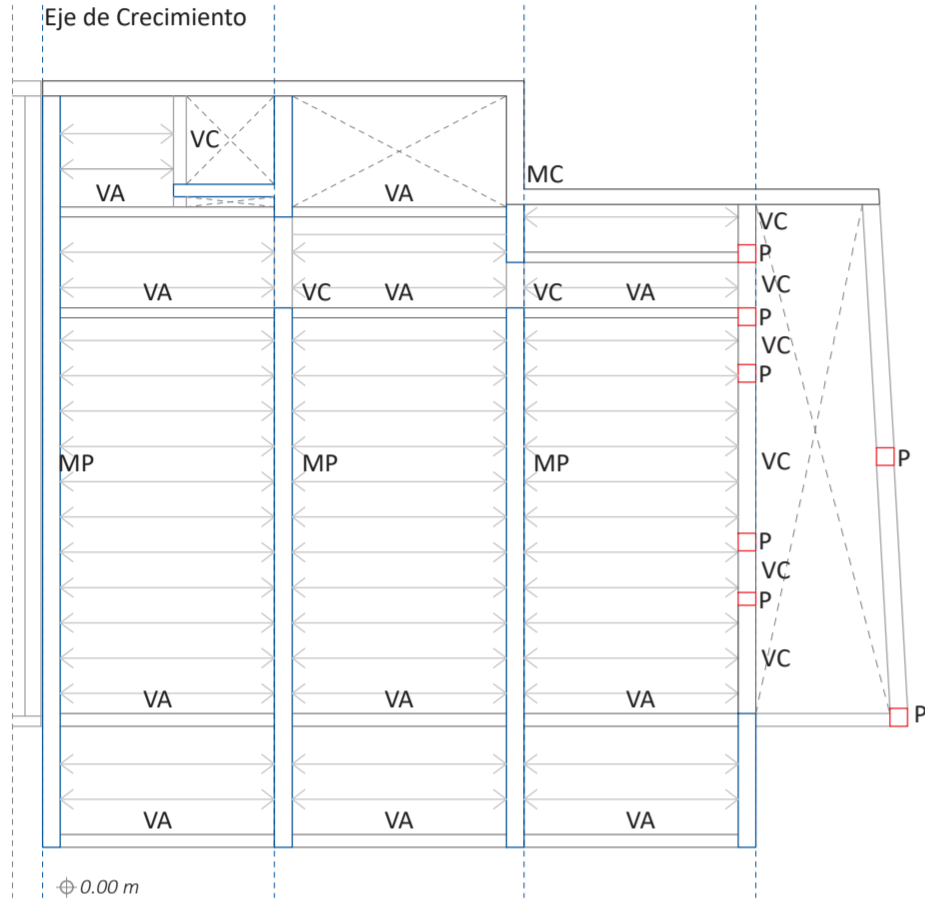 Eje de Crecimiento
VC
MC
VA VA
VC
P
VA VC VA VC VA VC
P
VC
P
MP MP MP VC P
P
VC
P
VC
VA VA VA
P
VA VA VA
0.00 m